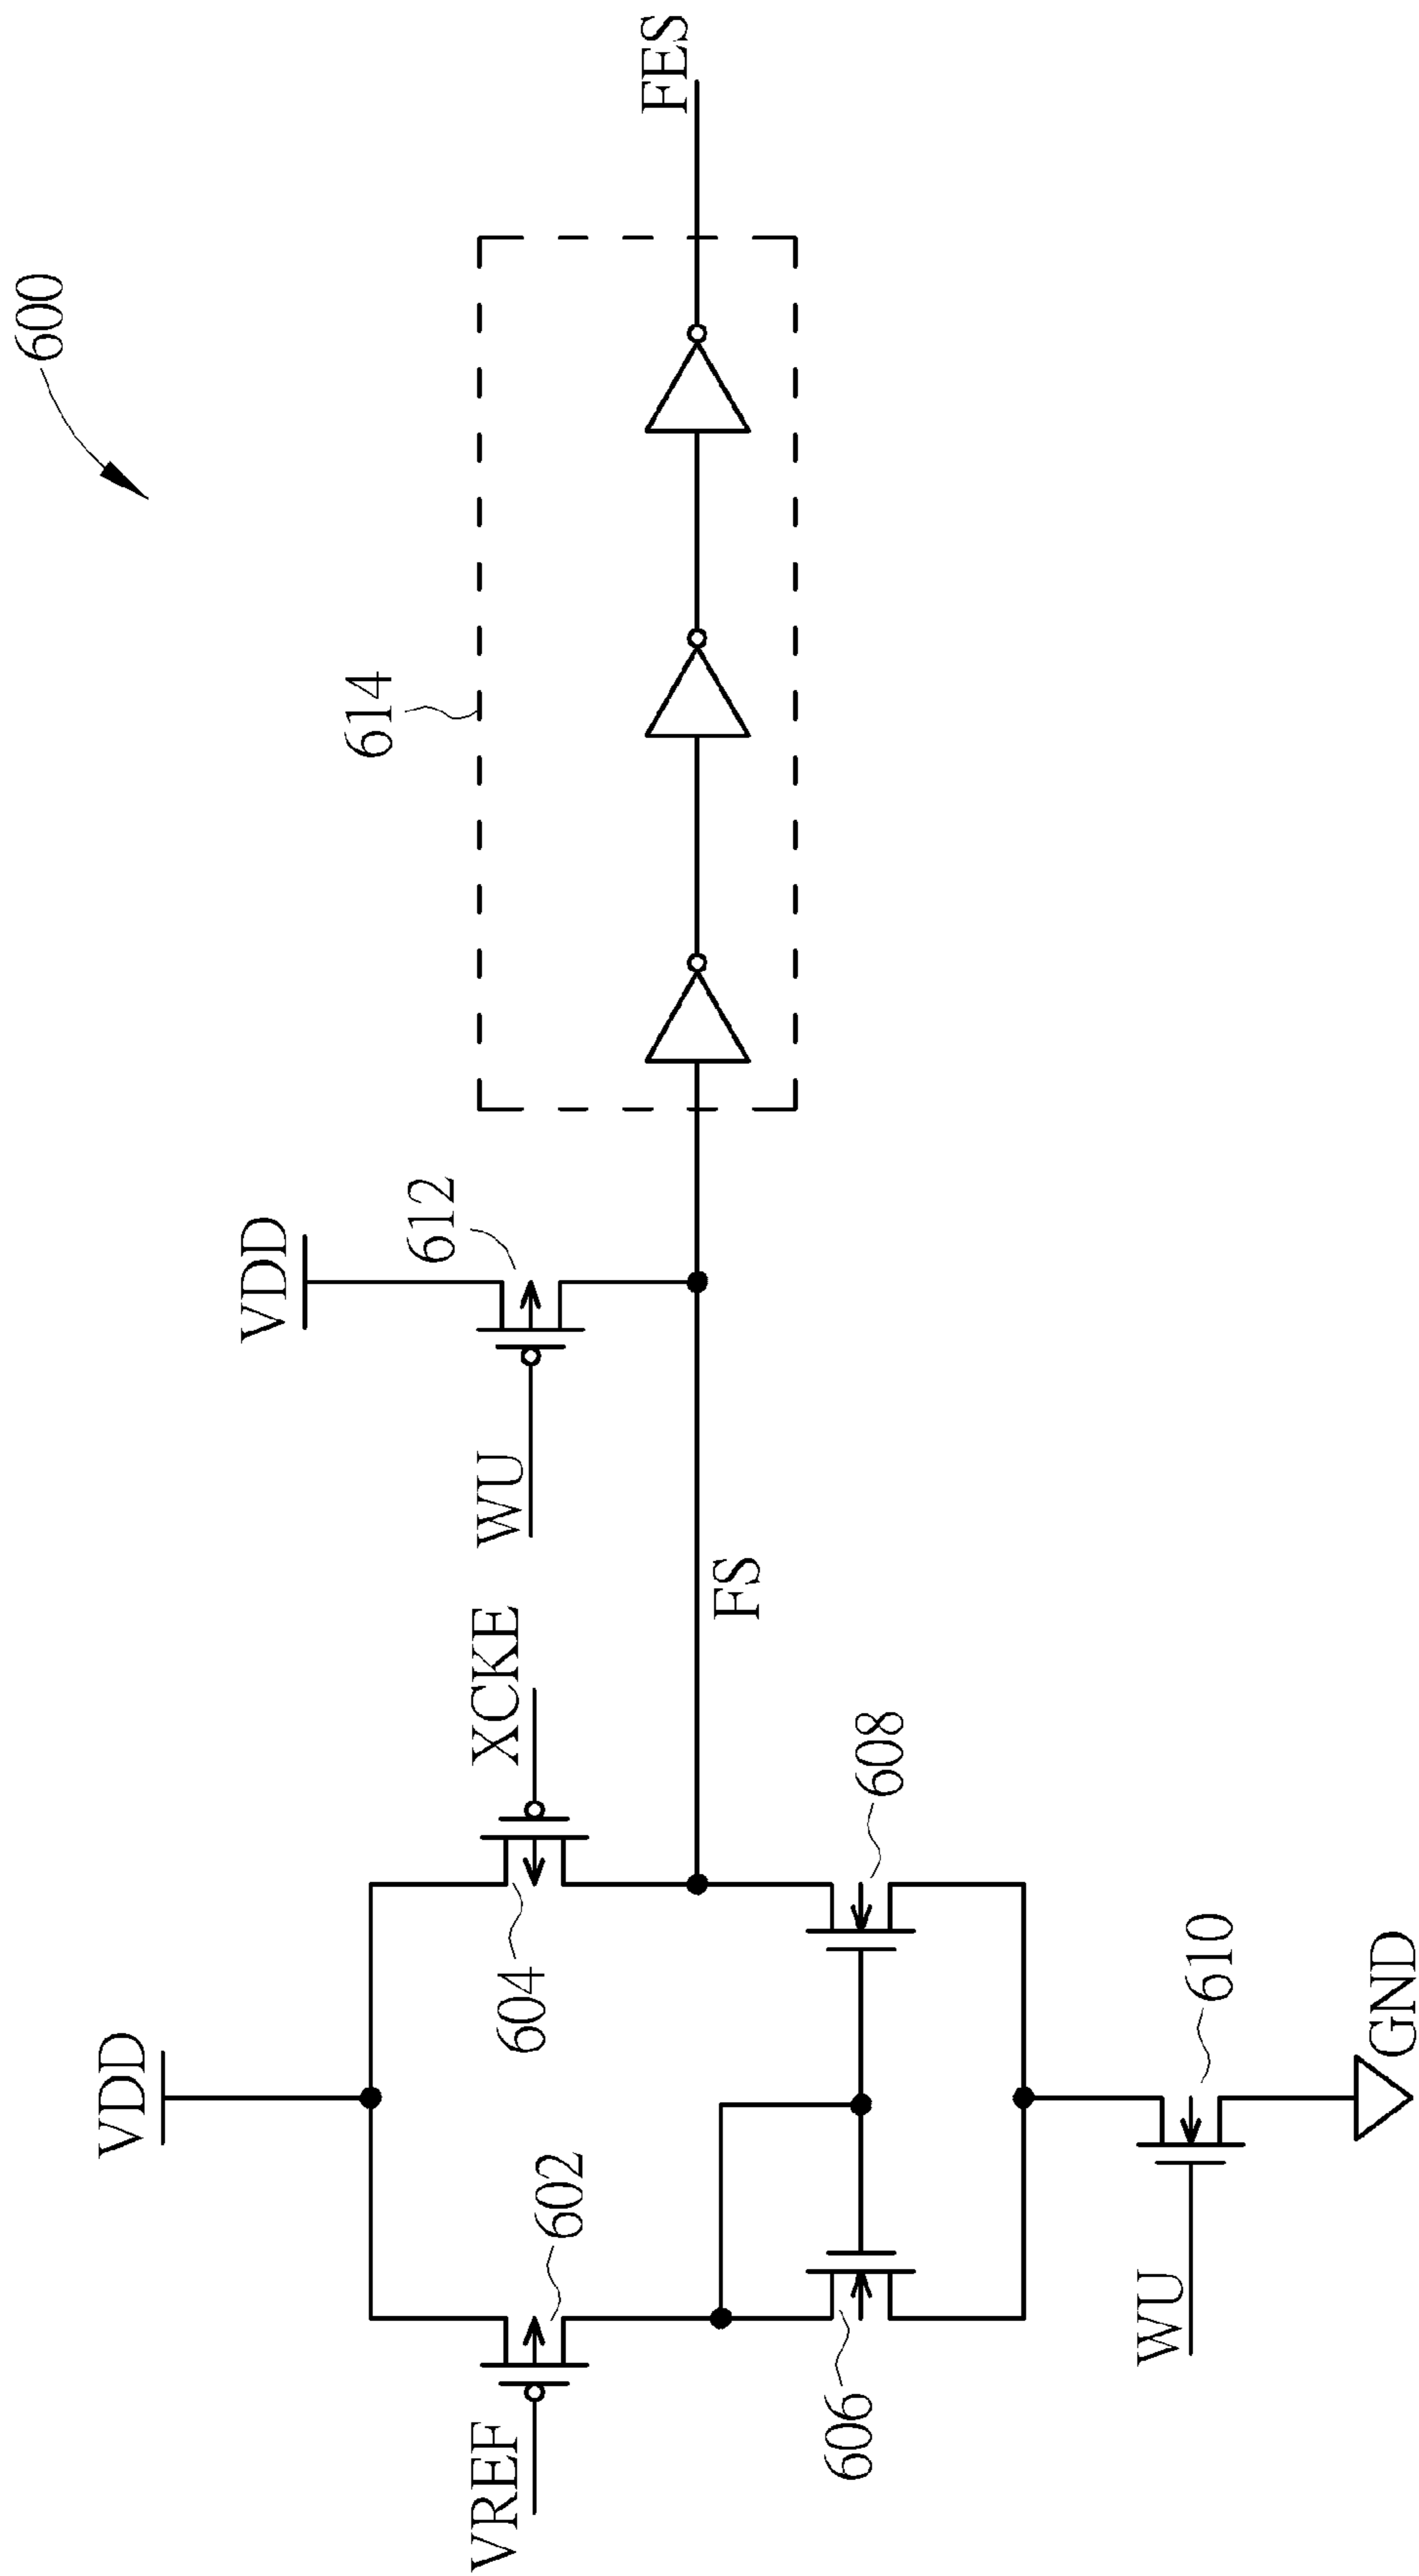 600
VDD
VDD
VREF
602
604
XCKE
WU
612
614
FES
FS
606
608
WU
610
GND